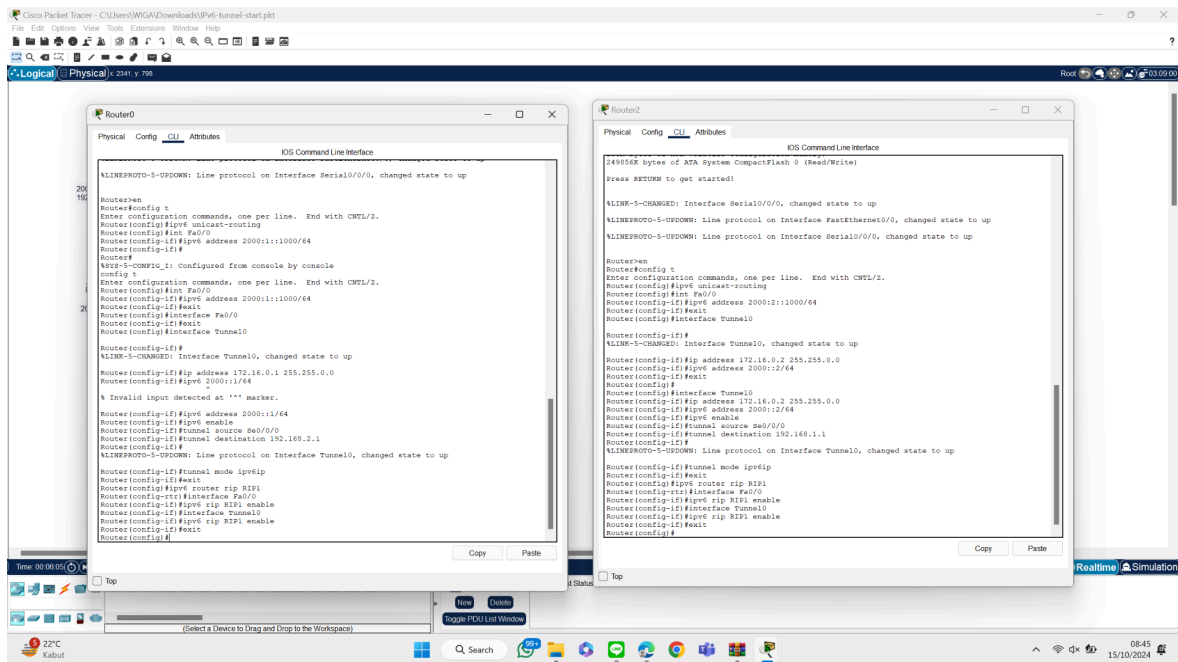 Cisco Packet Tracer - C:\Users\WIGA\Downloads\IPv6-tunnel-start.pkt
File Edit Options View Tools Extensions Window Help
?
Logical Physical x: 2341, y: 798
Root 03:09:00
Router0
Physical Config CLI Attributes
IOS Command Line Interface
%LINEPROTO-5-UPDOWN: Line protocol on Interface Serial0/0/0, changed state to up
Router>en
Router#config t
Enter configuration commands, one per line. End with CNTL/Z.
Router(config)#ipv6 unicast-routing
Router(config)#int Fa0/0
Router(config-if)#ipv6 address 2000:1::1000/64
Router(config-if)#
Router#
%SYS-5-CONFIG_I: Configured from console by console
config t
Enter configuration commands, one per line. End with CNTL/Z.
Router(config)#int Fa0/0
Router(config-if)#ipv6 address 2000:1::1000/64
Router(config-if)#exit
Router(config)#interface Fa0/0
Router(config-if)#exit
Router(config)#interface Tunnel0
Router(config-if)#
%LINK-5-CHANGED: Interface Tunnel0, changed state to up
Router(config-if)#ip address 172.16.0.1 255.255.0.0
Router(config-if)#ipv6 2000::1/64
^
% Invalid input detected at '^' marker.
Router(config-if)#ipv6 address 2000::1/64
Router(config-if)#ipv6 enable
Router(config-if)#tunnel source Se0/0/0
Router(config-if)#tunnel destination 192.168.2.1
Router(config-if)#
%LINEPROTO-5-UPDOWN: Line protocol on Interface Tunnel0, changed state to up
Router(config-if)#tunnel mode ipv6ip
Router(config-if)#exit
Router(config)#ipv6 router rip RIP1
Router(config-rtr)#interface Fa0/0
Router(config-if)#ipv6 rip RIP1 enable
Router(config-if)#interface Tunnel0
Router(config-if)#ipv6 rip RIP1 enable
Router(config-if)#exit
Router(config)#
Copy Paste
Top
Router2
Physical Config CLI Attributes
IOS Command Line Interface
249856K bytes of ATA System CompactFlash 0 (Read/Write)
Press RETURN to get started!
%LINK-5-CHANGED: Interface Serial0/0/0, changed state to up
%LINEPROTO-5-UPDOWN: Line protocol on Interface FastEthernet0/0, changed state to up
%LINEPROTO-5-UPDOWN: Line protocol on Interface Serial0/0/0, changed state to up
Router>en
Router#config t
Enter configuration commands, one per line. End with CNTL/Z.
Router(config)#ipv6 unicast-routing
Router(config)#int Fa0/0
Router(config-if)#ipv6 address 2000:2::1000/64
Router(config-if)#exit
Router(config)#interface Tunnel0
Router(config-if)#
%LINK-5-CHANGED: Interface Tunnel0, changed state to up
Router(config-if)#ip address 172.16.0.2 255.255.0.0
Router(config-if)#ipv6 address 2000::2/64
Router(config-if)#exit
Router(config)#
Router(config)#interface Tunnel0
Router(config-if)#ip address 172.16.0.2 255.255.0.0
Router(config-if)#ipv6 address 2000::2/64
Router(config-if)#ipv6 enable
Router(config-if)#tunnel source Se0/0/0
Router(config-if)#tunnel destination 192.168.1.1
Router(config-if)#
%LINEPROTO-5-UPDOWN: Line protocol on Interface Tunnel0, changed state to up
Router(config-if)#tunnel mode ipv6ip
Router(config-if)#exit
Router(config)#ipv6 router rip RIP1
Router(config-rtr)#interface Fa0/0
Router(config-if)#ipv6 rip RIP1 enable
Router(config-if)#interface Tunnel0
Router(config-if)#ipv6 rip RIP1 enable
Router(config-if)#exit
Router(config)#
Copy Paste
Top
200
192
20
Time: 00:06:05
Realtime Simulation
st Status
New Delete
Toggle PDU List Window
(Select a Device to Drag and Drop to the Workspace)
5
22°C
Kabut
Search
99+
08:45
15/10/2024